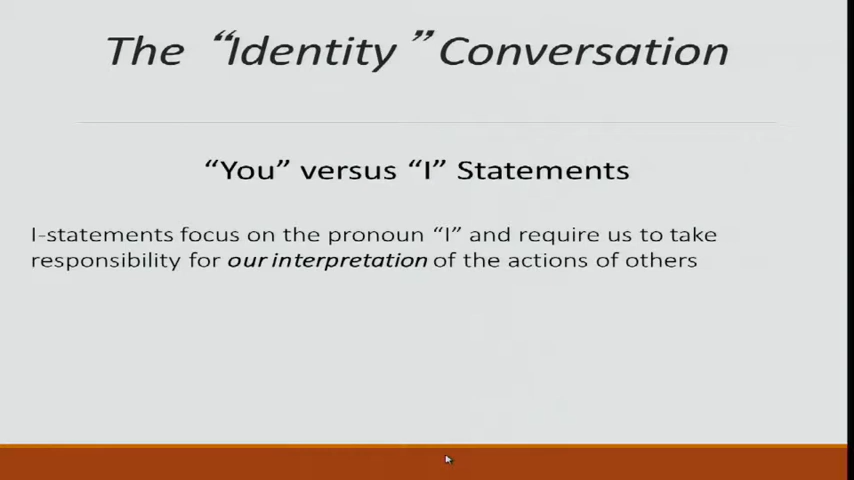 The “Identity” Conversation
“You” versus “I” Statements
I-statements focus on the pronoun “I” and require us to take
responsibility for our interpretation of the actions of others